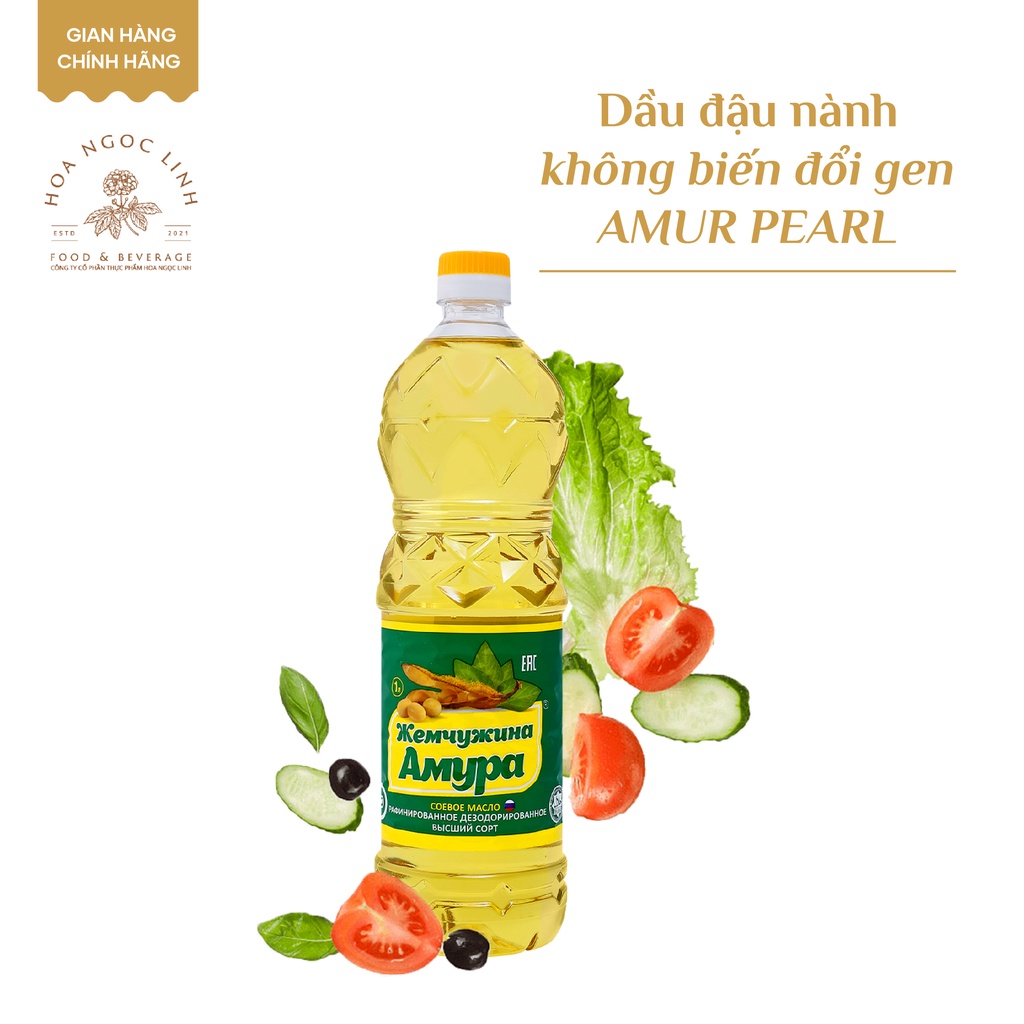 GIAN HÀNG
CHÍNH HÃNG
HOA NGOC LINH
ESTD 2021
FOOD & BEVERAGE
CÔNG TY CỔ PHẦN THỰC PHẨM HOA NGỌC LINH
Dầu đậu nành
không biến đổi gen
AMUR PEARL
EAC
1л
Жемчужина
Амура
СОЕВОЕ МАСЛО
РАФИНИРОВАННОЕ ДЕЗОДОРИРОВАННОЕ
ВЫСШИЙ СОРТ